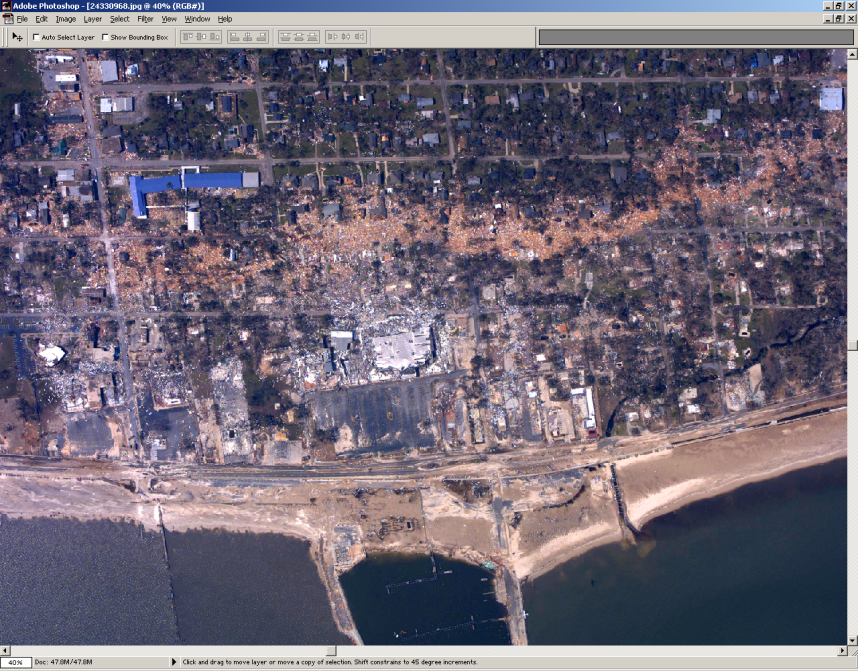 Adobe Photoshop - [24330968.jpg @ 40% (RGB#)]
File Edit Image Layer Select Filter View Window Help
Auto Select Layer Show Bounding Box
40% Doc: 47.8M/47.8M Click and drag to move layer or move a copy of selection. Shift constrains to 45 degree increments.